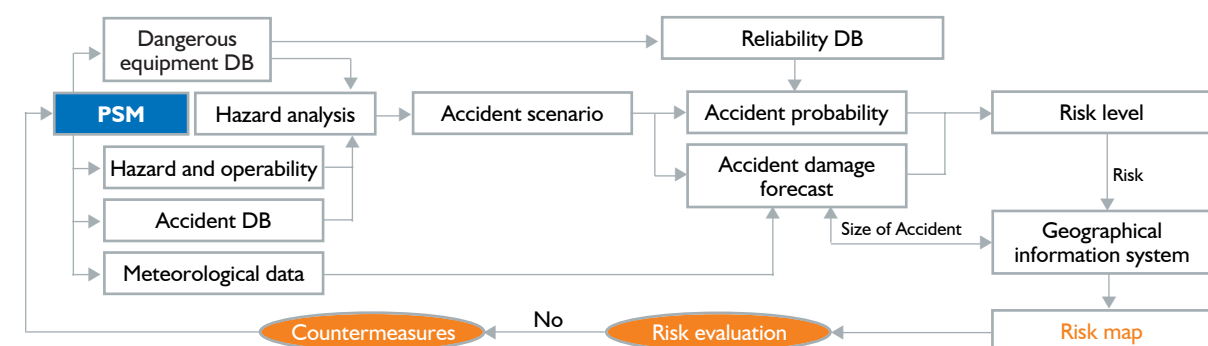 Dangerous
equipment DB
Reliability DB
PSM
Hazard analysis
Accident scenario
Accident probability
Risk level
Hazard and operability
Accident damage
forecast
Risk
Accident DB
Size of Accident
Geographical
information system
Meteorological data
Countermeasures
No
Risk evaluation
Risk map